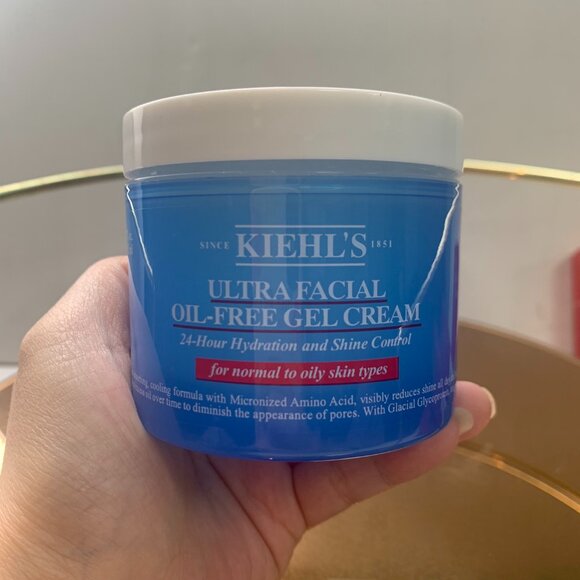 SINCE KIEHL'S 1851
ULTRA FACIAL
OIL-FREE GEL CREAM
24-Hour Hydration and Shine Control
for normal to oily skin types
cooling formula with Micronized Amino Acid, visibly reduces shine all
oil over time to diminish the appearance of pores. With Glacial